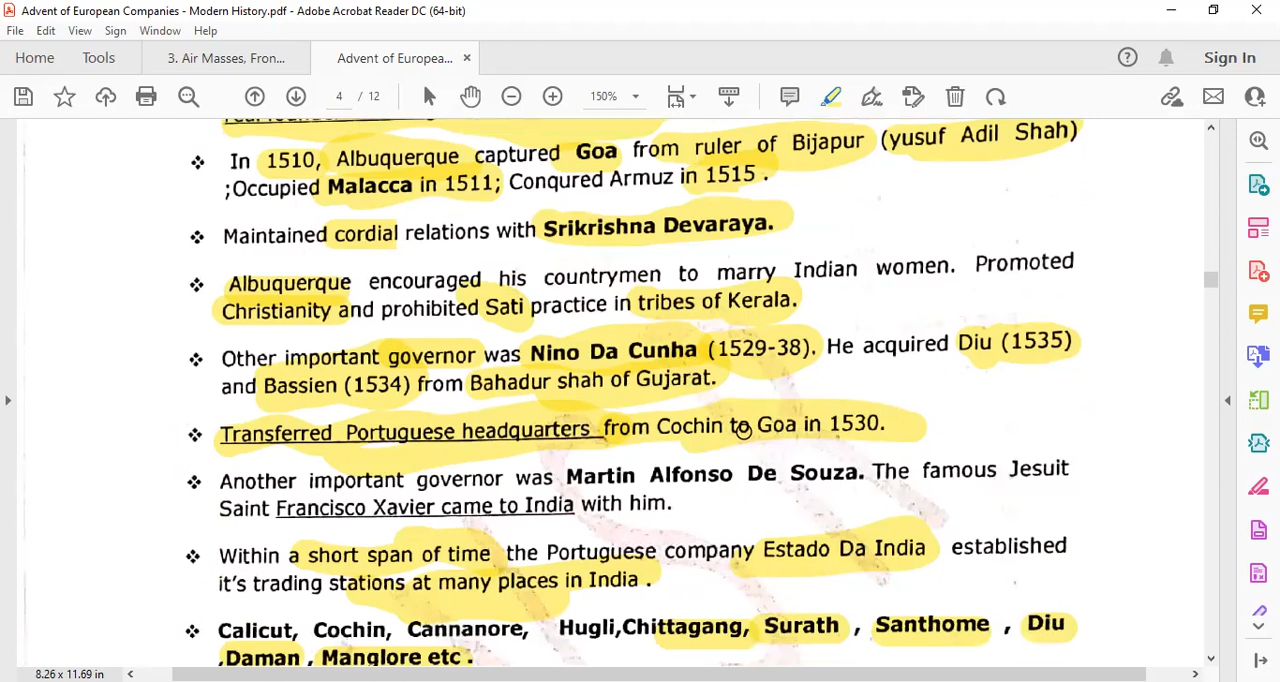 Advent of European Companies - Modern History.pdf - Adobe Acrobat Reader DC (64-bit)
File Edit View Sign Window Help
Home Tools 3. Air Masses, Fron... Advent of Europea... × Sign In
4 / 12 150%
❖ In 1510, Albuquerque captured Goa from ruler of Bijapur (yusuf Adil Shah)
;Occupied Malacca in 1511; Conqured Armuz in 1515 .
❖ Maintained cordial relations with Srikrishna Devaraya.
❖ Albuquerque encouraged his countrymen to marry Indian women. Promoted
Christianity and prohibited Sati practice in tribes of Kerala.
❖ Other important governor was Nino Da Cunha (1529-38). He acquired Diu (1535)
and Bassien (1534) from Bahadur shah of Gujarat.
❖ Transferred Portuguese headquarters from Cochin to Goa in 1530.
❖ Another important governor was Martin Alfonso De Souza. The famous Jesuit
Saint Francisco Xavier came to India with him.
❖ Within a short span of time the Portuguese company Estado Da India established
it's trading stations at many places in India .
❖ Calicut, Cochin, Cannanore, Hugli,Chittagang, Surath , Santhome , Diu
,Daman , Manglore etc .
8.26 x 11.69 in